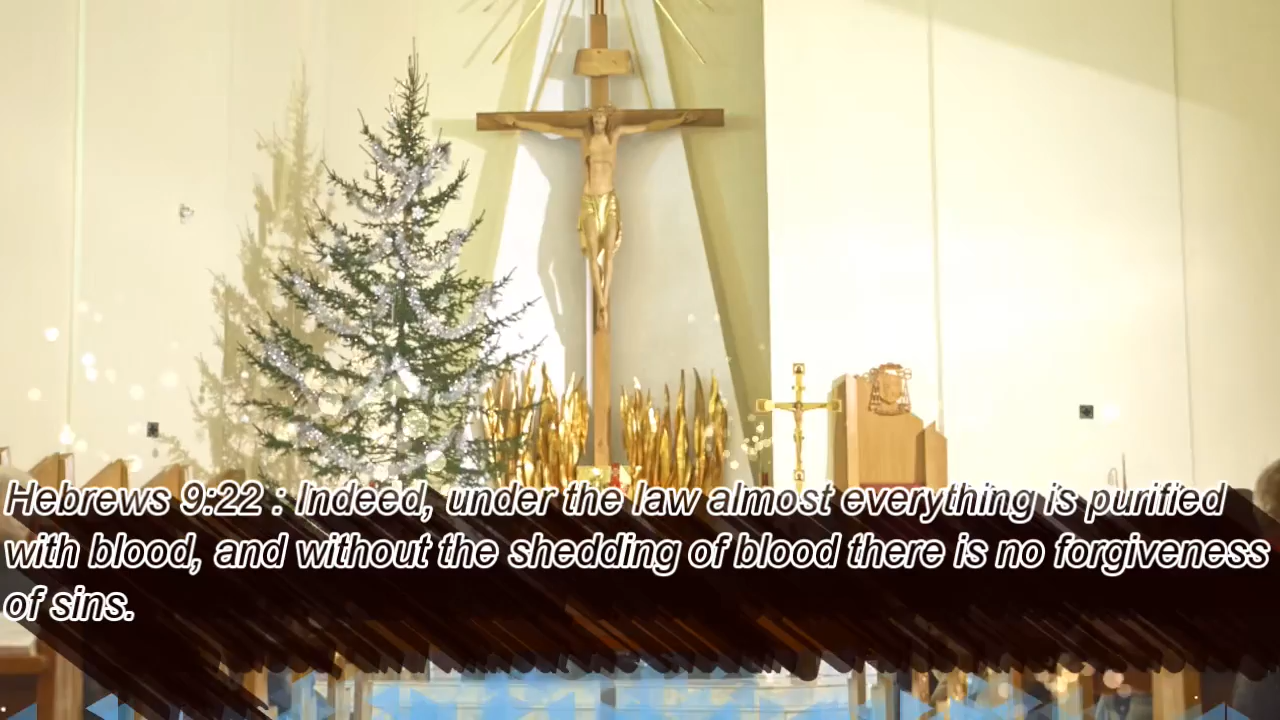 Hebrews 9:22 : Indeed, under the law almost everything is purified
with blood, and without the shedding of blood there is no forgiveness
of sins.